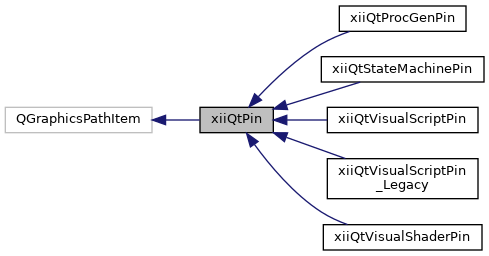 xiiQtProcGenPin
xiiQtStateMachinePin
QGraphicsPathItem
xiiQtPin
xiiQtVisualScriptPin
xiiQtVisualScriptPin
_Legacy
xiiQtVisualShaderPin